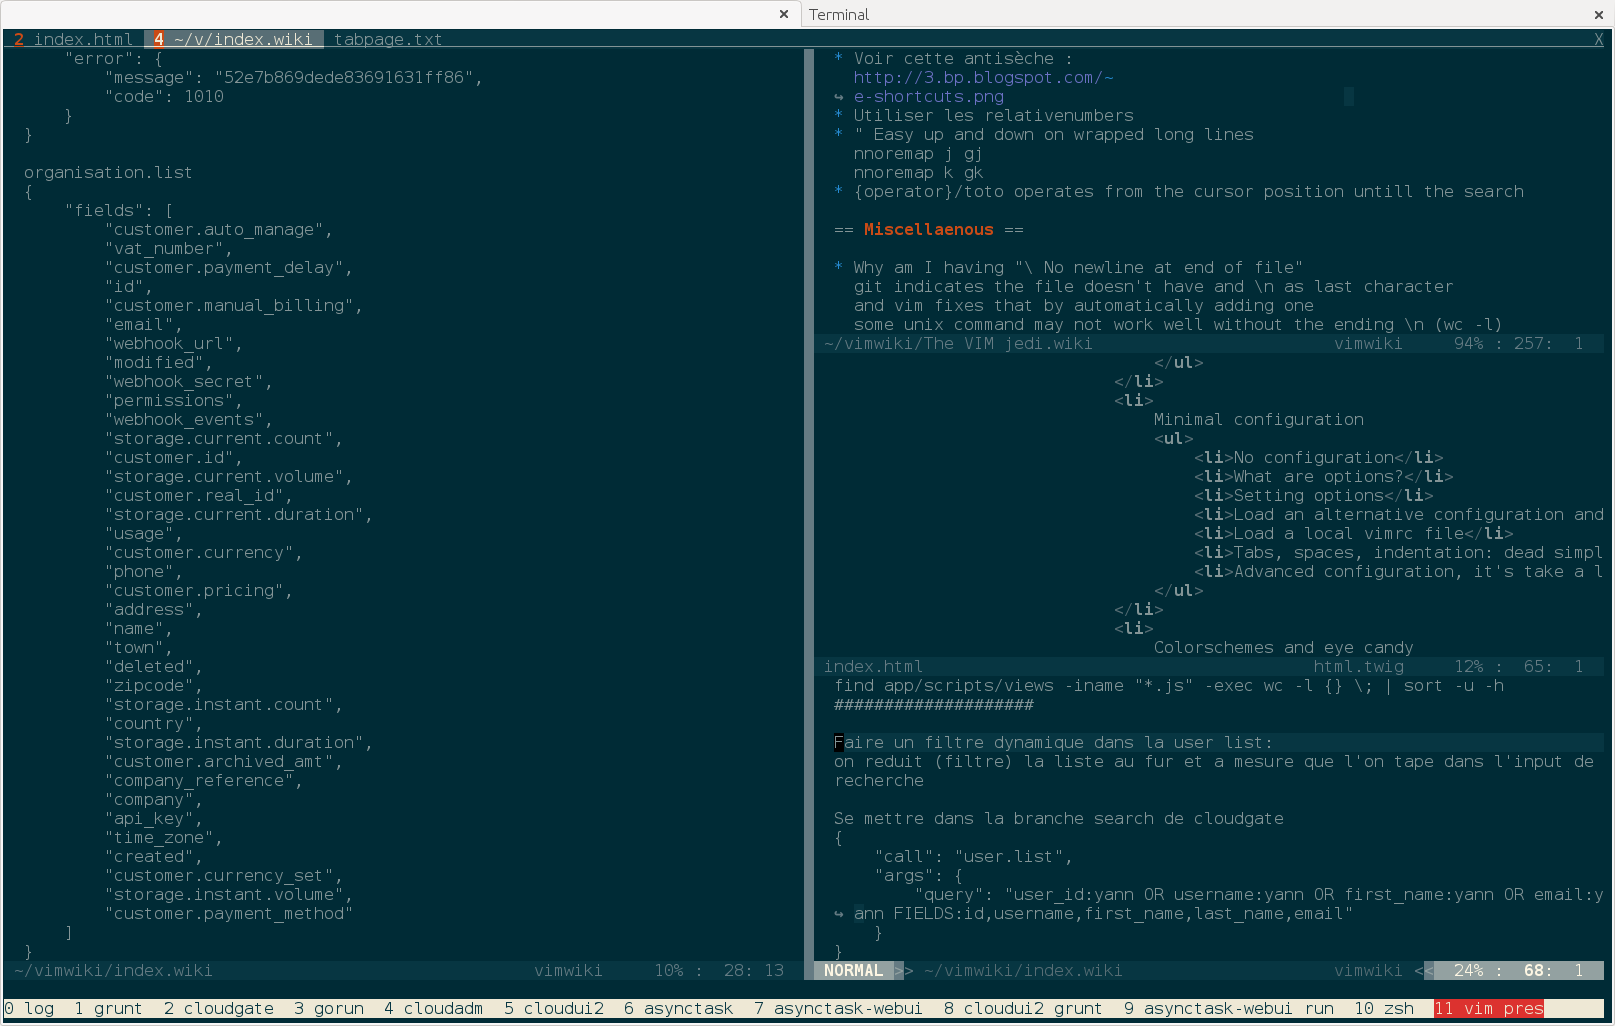 Terminal
2 index.html 4 ~/v/index.wiki tabpage.txt X
"error": {
"message": "52e7b869dede83691631ff86",
"code": 1010
}
}
organisation.list
{
"fields": [
"customer.auto_manage",
"vat_number",
"customer.payment_delay",
"id",
"customer.manual_billing",
"email",
"webhook_url",
"modified",
"webhook_secret",
"permissions",
"webhook_events",
"storage.current.count",
"customer.id",
"storage.current.volume",
"customer.real_id",
"storage.current.duration",
"usage",
"customer.currency",
"phone",
"customer.pricing",
"address",
"name",
"town",
"deleted",
"zipcode",
"storage.instant.count",
"country",
"storage.instant.duration",
"customer.archived_amt",
"company_reference",
"company",
"api_key",
"time_zone",
"created",
"customer.currency_set",
"storage.instant.volume",
"customer.payment_method"
]
}
~/vimwiki/index.wiki vimwiki 10% : 28: 13
* Voir cette antisèche :
http://3.bp.blogspot.com/~
↪ e-shortcuts.png
* Utiliser les relativenumbers
* " Easy up and down on wrapped long lines
nnoremap j gj
nnoremap k gk
* {operator}/toto operates from the cursor position untill the search
== Miscellaenous ==
* Why am I having "\ No newline at end of file"
git indicates the file doesn't have and \n as last character
and vim fixes that by automatically adding one
some unix command may not work well without the ending \n (wc -l)
~/vimwiki/The VIM jedi.wiki vimwiki 94% : 257: 1
</ul>
</li>
<li>
Minimal configuration
<ul>
<li>No configuration</li>
<li>What are options?</li>
<li>Setting options</li>
<li>Load an alternative configuration and
<li>Load a local vimrc file</li>
<li>Tabs, spaces, indentation: dead simpl
<li>Advanced configuration, it's take a l
</ul>
</li>
<li>
Colorschemes and eye candy
index.html html.twig 12% : 65: 1
find app/scripts/views -iname "*.js" -exec wc -l {} \; | sort -u -h
####################
Faire un filtre dynamique dans la user list:
on reduit (filtre) la liste au fur et a mesure que l'on tape dans l'input de
recherche
Se mettre dans la branche search de cloudgate
{
"call": "user.list",
"args": {
"query": "user_id:yann OR username:yann OR first_name:yann OR email:y
↪ ann FIELDS:id,username,first_name,last_name,email"
}
}
NORMAL >> ~/vimwiki/index.wiki vimwiki << 24% : 68: 1
0 log 1 grunt 2 cloudgate 3 gorun 4 cloudadm 5 cloudui2 6 asynctask 7 asynctask-webui 8 cloudui2 grunt 9 asynctask-webui run 10 zsh 11 vim pres